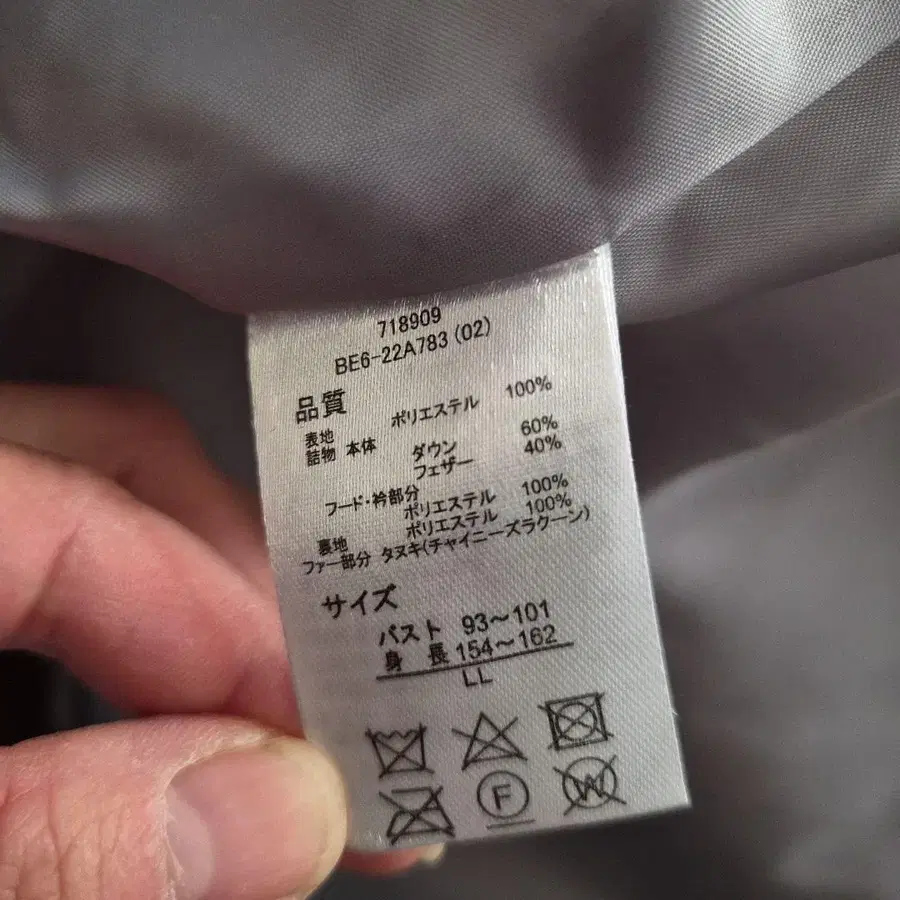 718909
BE6-22A783(02)
品質
表地 ポリエステル 100%
詰物 本体 ダウン 60%
フェザー 40%
フード・衿部分
ポリエステル 100%
裏地 ポリエステル 100%
ファー部分 タヌキ(チャイニーズラクーン)
サイズ
バスト 93～101
身長 154～162
LL
F
W